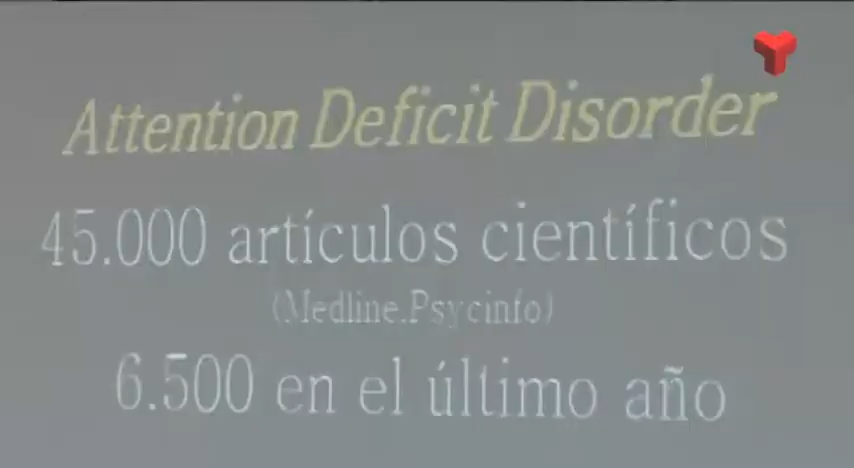 Attention Deficit Disorder
45.000 artículos científicos
(Medline.Psycinfo)
6.500 en el último año